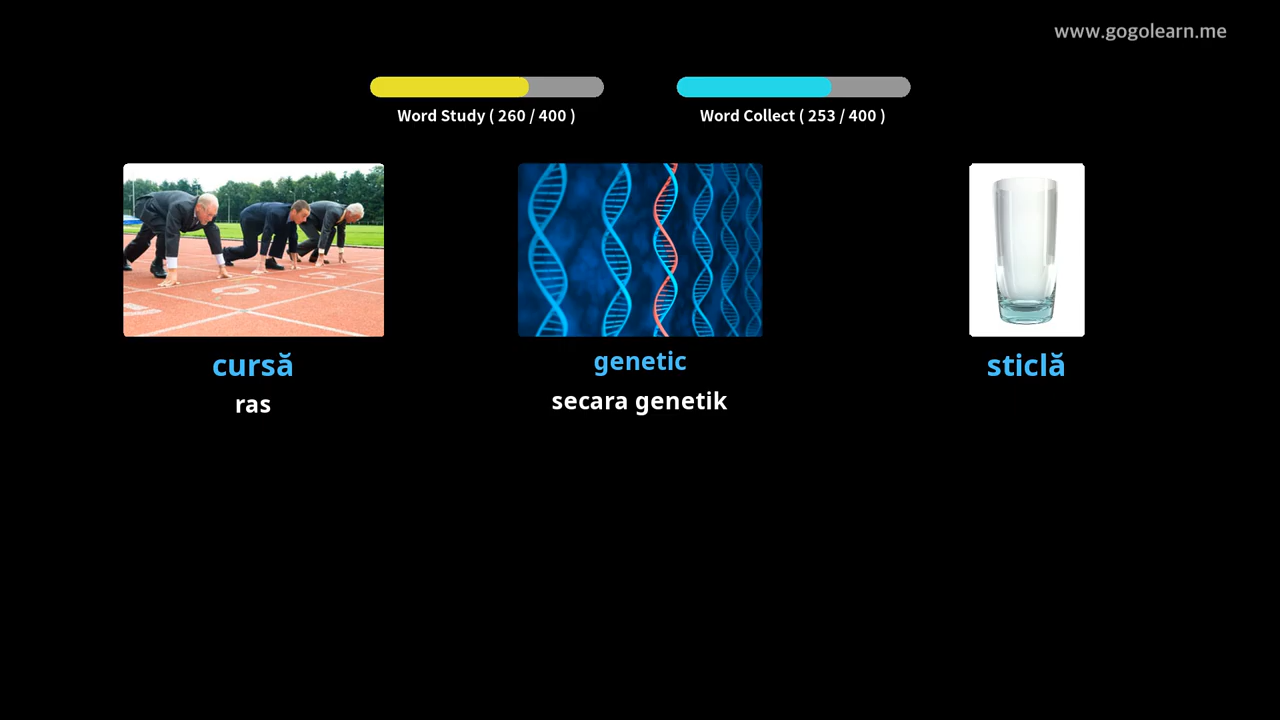 www.gogolearn.me
Word Study ( 260 / 400 )
Word Collect ( 253 / 400 )
cursă
genetic
sticlă
ras
secara genetik